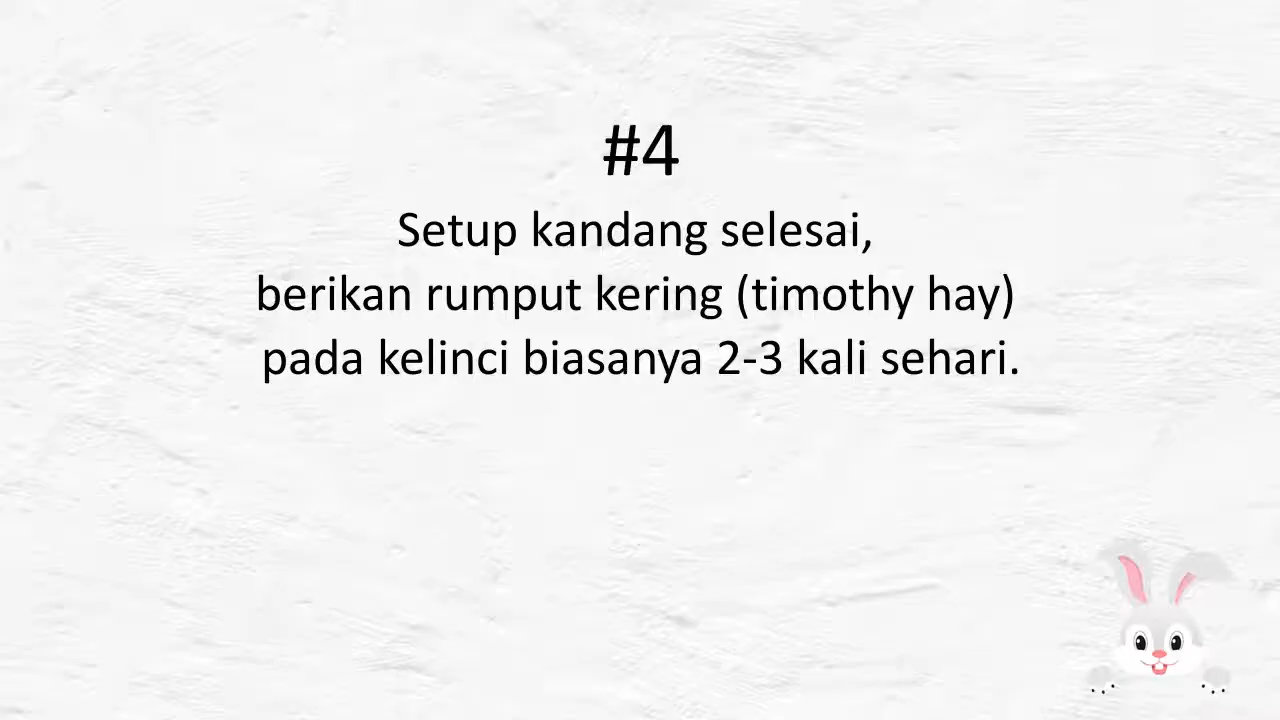 #4
Setup kandang selesai,
berikan rumput kering (timothy hay)
pada kelinci biasanya 2-3 kali sehari.